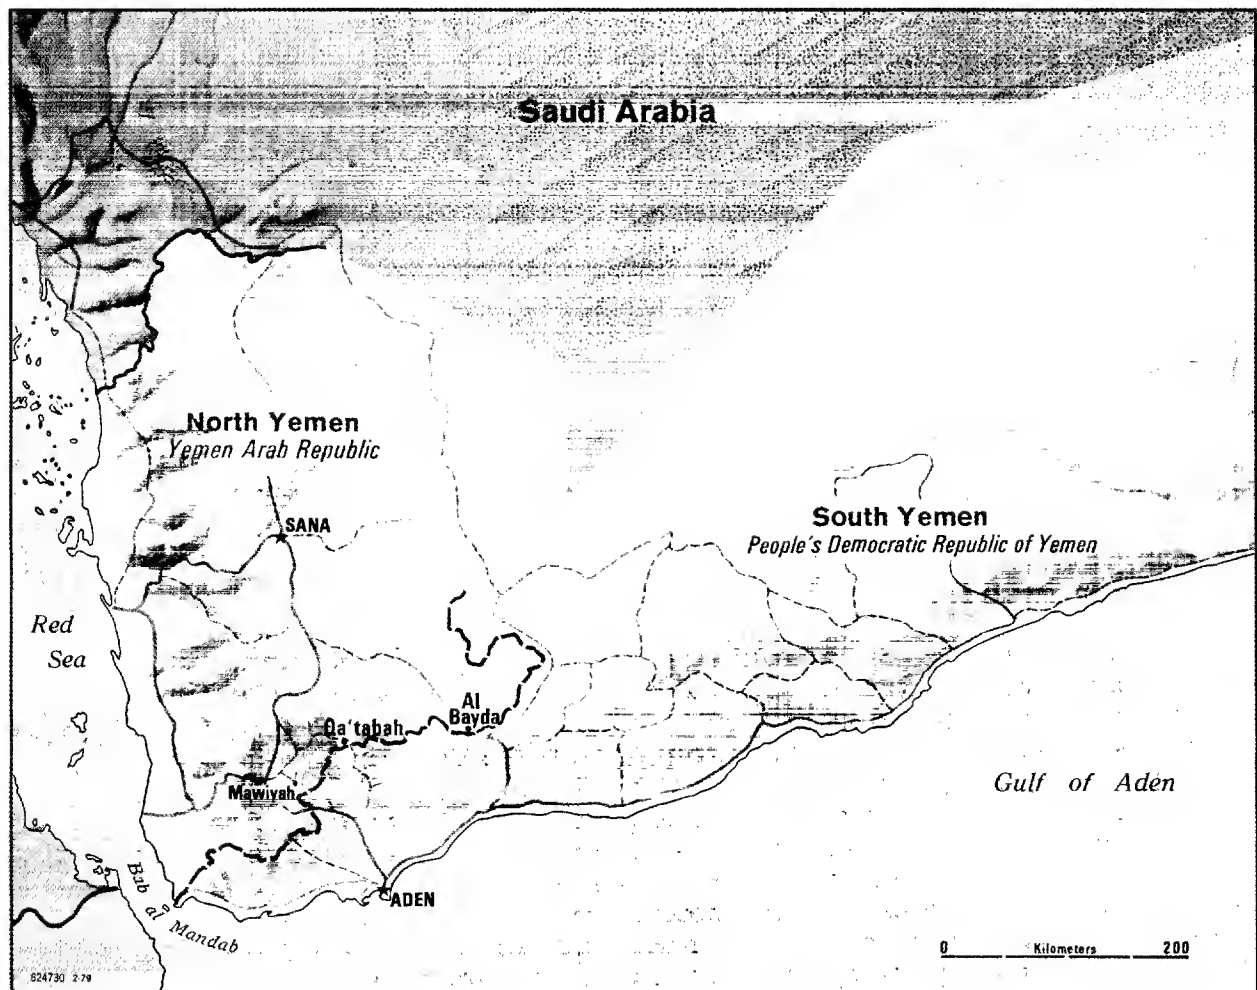 Saudi Arabia
North Yemen
Yemen Arab Republic
SANA
South Yemen
People's Democratic Republic of Yemen
Red
Sea
Al
Bayda
Qa'tabah
Mawiyah
Gulf of Aden
ADEN
Bab al Mandab
0 Kilometers 200
624730 2-79